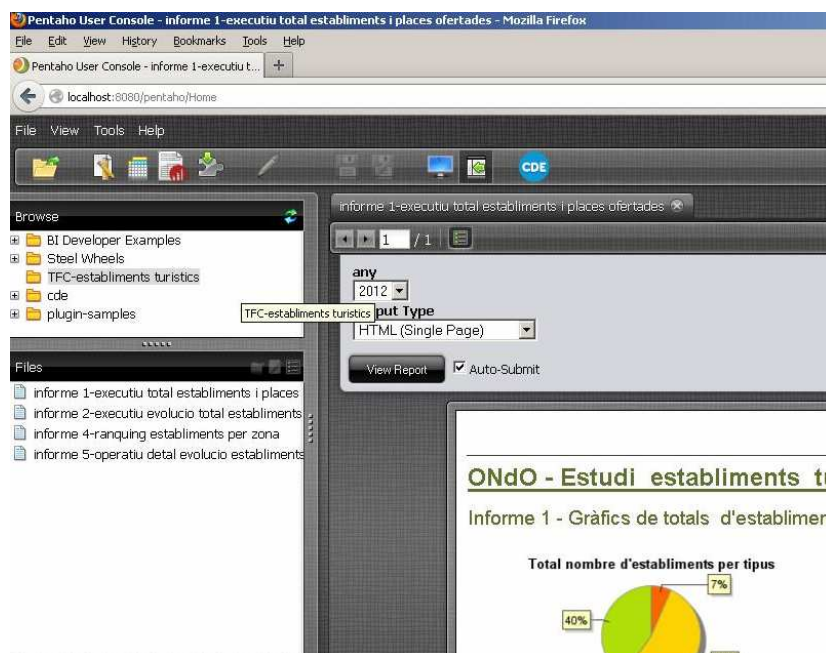 Pentaho User Console - informe 1-executiu total establiments i places ofertades - Mozilla Firefox
File Edit View History Bookmarks Tools Help
Pentaho User Console - informe 1-executiu t... +
localhost:8080/pentaho/Home
File View Tools Help
CDE
Browse
BI Developer Examples
Steel Wheels
TFC-establiments turistics
cde
plugin-samples
TFC-establiments turistics
Files
informe 1-executiu total establiments i places
informe 2-executiu evolucio total establiments
informe 4-ranquing establiments per zona
informe 5-operatiu detal evolucio establiments
informe 1-executiu total establiments i places ofertades
1 / 1
any
2012
put Type
HTML (Single Page)
View Report Auto-Submit
ONdO - Estudi establiments
Informe 1 - Gràfics de totals
Total nombre d'establiments per tipus
7%
40%